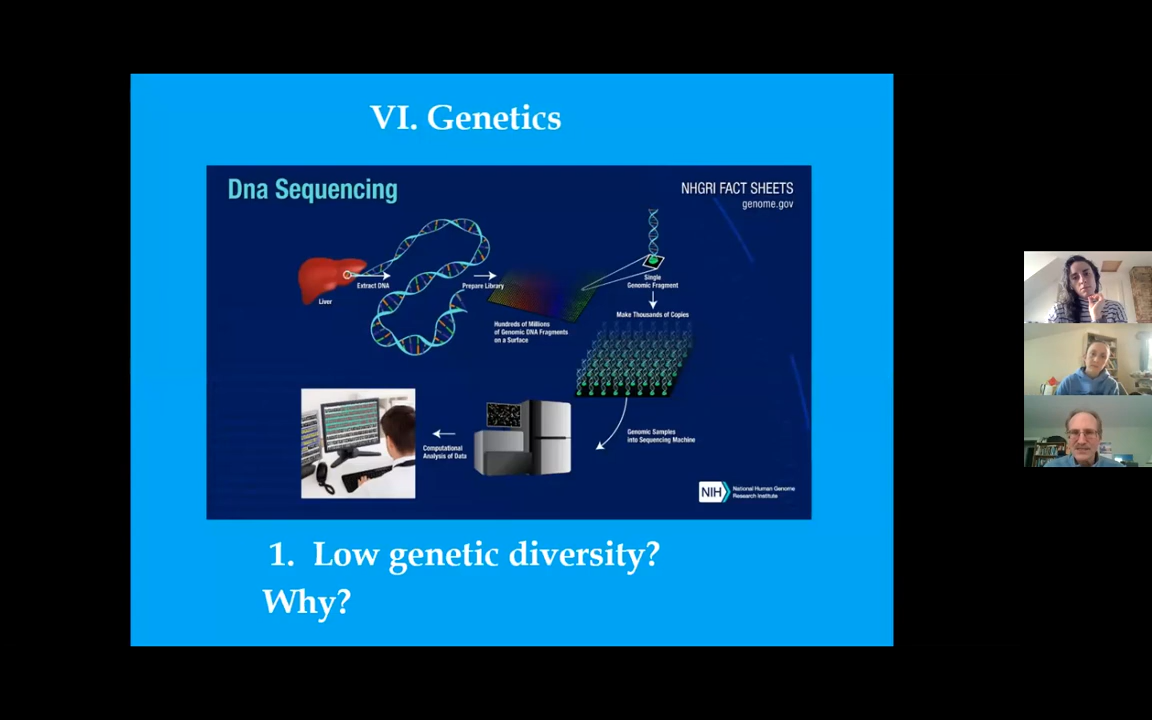 VI. Genetics
Dna Sequencing
NHGRI FACT SHEETS
genome.gov
Liver
Extract DNA
Prepare Library
Hundreds of Millions
of Genomic DNA Fragments
on a Surface
Single
Genomic Fragment
Make Thousands of Copies
Genomic Samples
into Sequencing Machine
Computational
Analysis of Data
NIH
National Human Genome
Research Institute
1. Low genetic diversity?
Why?